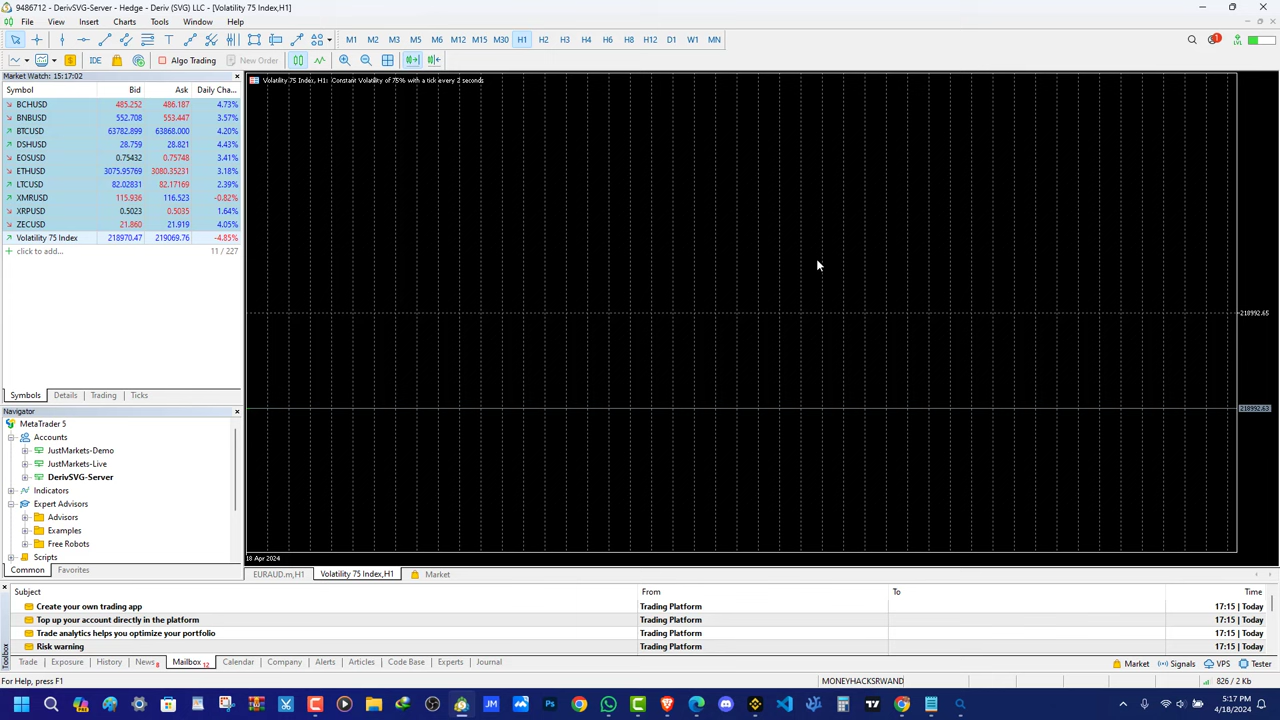 9486712 - DerivSVG-Server - Hedge - Deriv (SVG) LLC - [Volatility 75 Index,H1]
File View Insert Charts Tools Window Help
M1 M2 M3 M5 M6 M12 M15 M30 H1 H2 H3 H4 H6 H8 H12 D1 W1 MN
1 LVL
IDE Algo Trading New Order
Market Watch: 15:17:02
Symbol Bid Ask Daily Cha...
BCHUSD 485.252 486.187 4.73%
BNBUSD 552.708 553.447 3.57%
BTCUSD 63782.899 63868.000 4.20%
DSHUSD 28.759 28.821 4.43%
EOSUSD 0.75432 0.75748 3.41%
ETHUSD 3075.95769 3080.35231 3.18%
LTCUSD 82.02831 82.17169 2.39%
XMRUSD 115.936 116.523 -0.82%
XRPUSD 0.5023 0.5035 1.64%
ZECUSD 21.860 21.919 4.05%
Volatility 75 Index 218970.47 219069.76 -4.85%
click to add... 11 / 227
Symbols Details Trading Ticks
Navigator
MetaTrader 5
Accounts
JustMarkets-Demo
JustMarkets-Live
DerivSVG-Server
Indicators
Expert Advisors
Advisors
Examples
Free Robots
Scripts
Common Favorites
Volatility 75 Index, H1: Constant Volatility of 75% with a tick every 2 seconds
218992.65
218992.63
18 Apr 2024
EURAUD.m,H1 Volatility 75 Index,H1 Market
Toolbox
Subject From To Time
Create your own trading app Trading Platform 17:15 | Today
Top up your account directly in the platform Trading Platform 17:15 | Today
Trade analytics helps you optimize your portfolio Trading Platform 17:15 | Today
Risk warning Trading Platform 17:15 | Today
Trade Exposure History News 8 Mailbox 12 Calendar Company Alerts Articles Code Base Experts Journal
Market Signals VPS Tester
For Help, press F1
MONEYHACKSRWAND
826 / 2 Kb
5:17 PM
4/18/2024